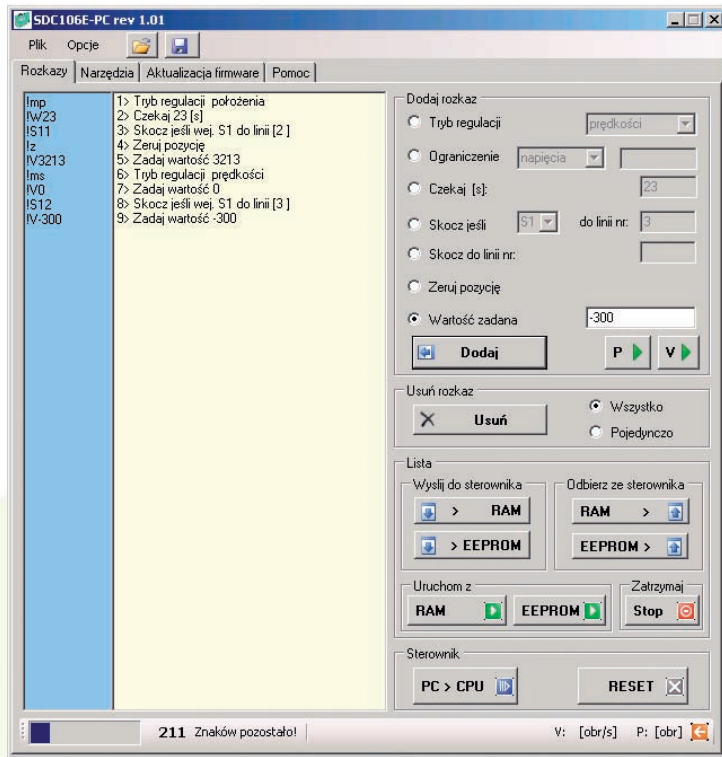 SDC106E-PC rev 1.01
Plik Opcje
Rozkazy Narzędzia Aktualizacja firmware Pomoc
!mp 1> Tryb regulacji położenia
!W23 2> Czekaj 23 [s]
!S11 3> Skocz jeśli wej. S1 do linii [2 ]
!z 4> Zeruj pozycję
!V3213 5> Zadaj wartość 3213
!ms 6> Tryb regulacji prędkości
!V0 7> Zadaj wartość 0
!S12 8> Skocz jeśli wej. S1 do linii [3 ]
!V-300 9> Zadaj wartość -300
Dodaj rozkaz
Tryb regulacji prędkości
Ograniczenie napięcia
Czekaj [s]: 23
Skocz jeśli S1 do linii nr: 3
Skocz do linii nr:
Zeruj pozycję
Wartość zadana -300
Dodaj P V
Usuń rozkaz
Usuń
Wszystko
Pojedynczo
Lista
Wyslij do sterownika
> RAM
> EEPROM
Odbierz ze sterownika
RAM >
EEPROM >
Uruchom z
RAM EEPROM
Zatrzymaj
Stop
Sterownik
PC > CPU RESET
211 Znaków pozostało! V: [obr/s] P: [obr]